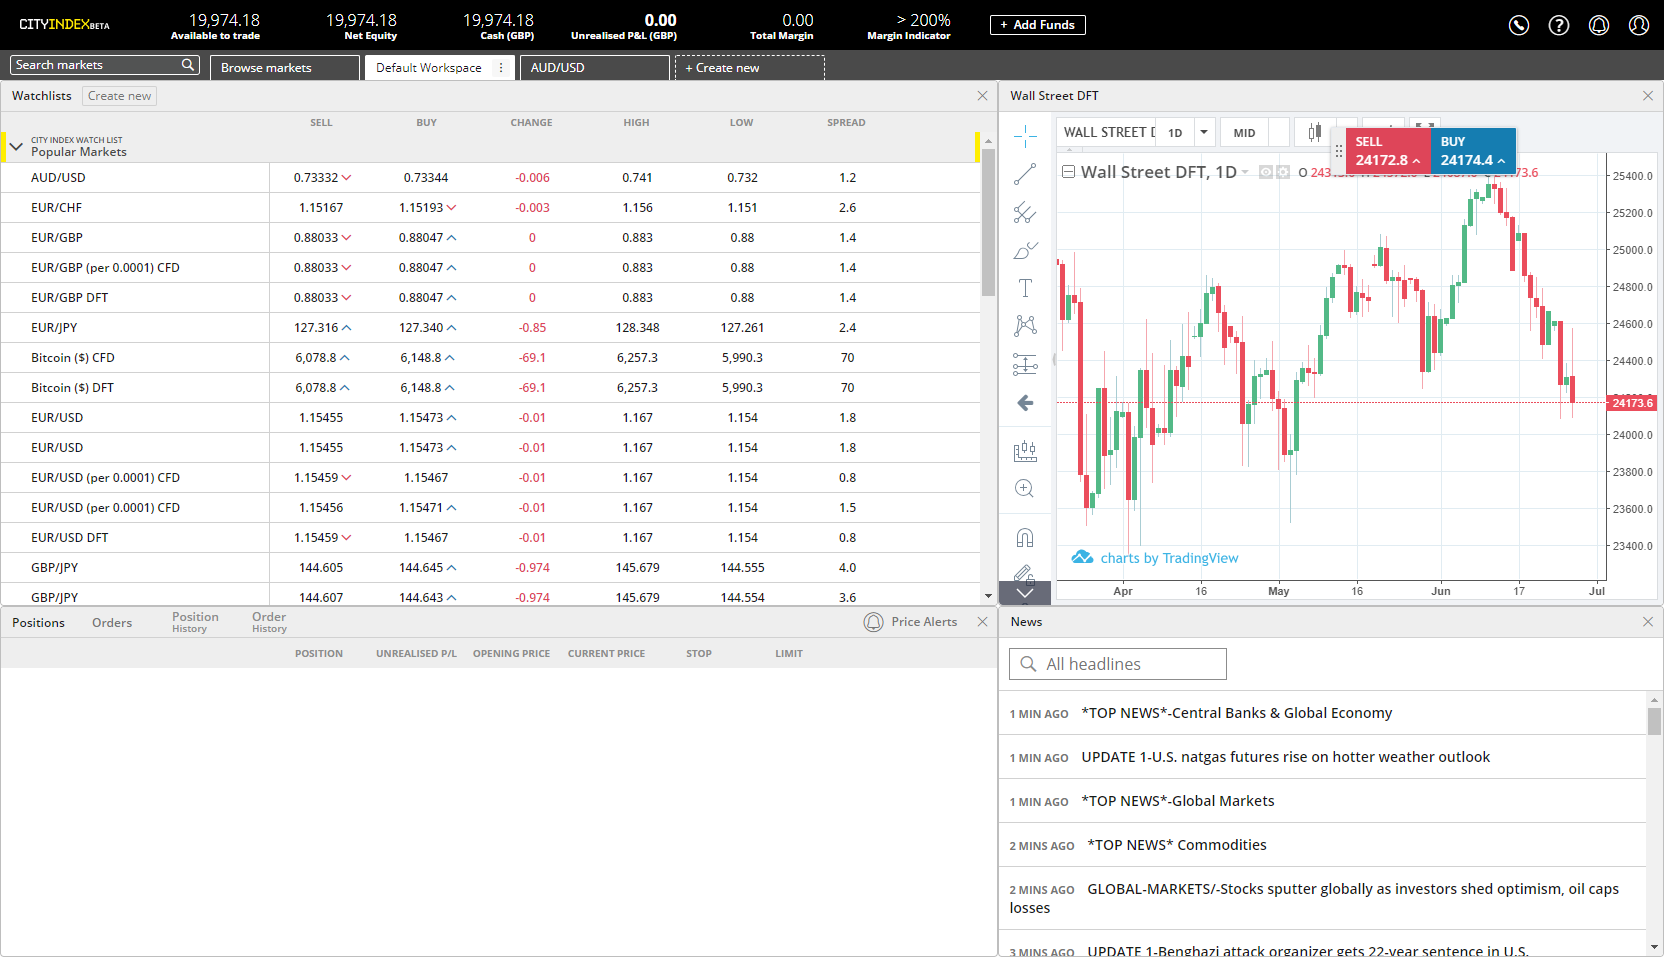 CITYINDEXBETA
19,974.18 19,974.18 19,974.18 0.00 0.00 > 200% + Add Funds
Available to trade Net Equity Cash (GBP) Unrealised P&L (GBP) Total Margin Margin Indicator
Search markets Browse markets Default Workspace AUD/USD + Create new
Watchlists Create new
SELL BUY CHANGE HIGH LOW SPREAD
CITY INDEX WATCH LIST
Popular Markets
AUD/USD 0.73332 0.73344 -0.006 0.741 0.732 1.2
EUR/CHF 1.15167 1.15193 -0.003 1.156 1.151 2.6
EUR/GBP 0.88033 0.88047 0 0.883 0.88 1.4
EUR/GBP (per 0.0001) CFD 0.88033 0.88047 0 0.883 0.88 1.4
EUR/GBP DFT 0.88033 0.88047 0 0.883 0.88 1.4
EUR/JPY 127.316 127.340 -0.85 128.348 127.261 2.4
Bitcoin ($) CFD 6,078.8 6,148.8 -69.1 6,257.3 5,990.3 70
Bitcoin ($) DFT 6,078.8 6,148.8 -69.1 6,257.3 5,990.3 70
EUR/USD 1.15455 1.15473 -0.01 1.167 1.154 1.8
EUR/USD 1.15455 1.15473 -0.01 1.167 1.154 1.8
EUR/USD (per 0.0001) CFD 1.15459 1.15467 -0.01 1.167 1.154 0.8
EUR/USD (per 0.0001) CFD 1.15456 1.15471 -0.01 1.167 1.154 1.5
EUR/USD DFT 1.15459 1.15467 -0.01 1.167 1.154 0.8
GBP/JPY 144.605 144.645 -0.974 145.679 144.555 4.0
GBP/JPY 144.607 144.643 -0.974 145.679 144.554 3.6
Wall Street DFT
WALL STREET 1D MID
SELL BUY
24172.8 24174.4
Wall Street DFT, 1D O
25400.0
25200.0
25000.0
24800.0
24600.0
24400.0
24173.6
24000.0
23800.0
23600.0
23400.0
charts by TradingView
Apr 16 May 16 Jun 17 Jul
Positions Orders Position History Order History Price Alerts
POSITION UNREALISED P/L OPENING PRICE CURRENT PRICE STOP LIMIT
News
All headlines
1 MIN AGO *TOP NEWS*-Central Banks & Global Economy
1 MIN AGO UPDATE 1-U.S. natgas futures rise on hotter weather outlook
1 MIN AGO *TOP NEWS*-Global Markets
2 MINS AGO *TOP NEWS* Commodities
2 MINS AGO GLOBAL-MARKETS/-Stocks sputter globally as investors shed optimism, oil caps
losses
3 MINS AGO UPDATE 1-Benghazi attack organizer gets 22-year sentence in U.S.